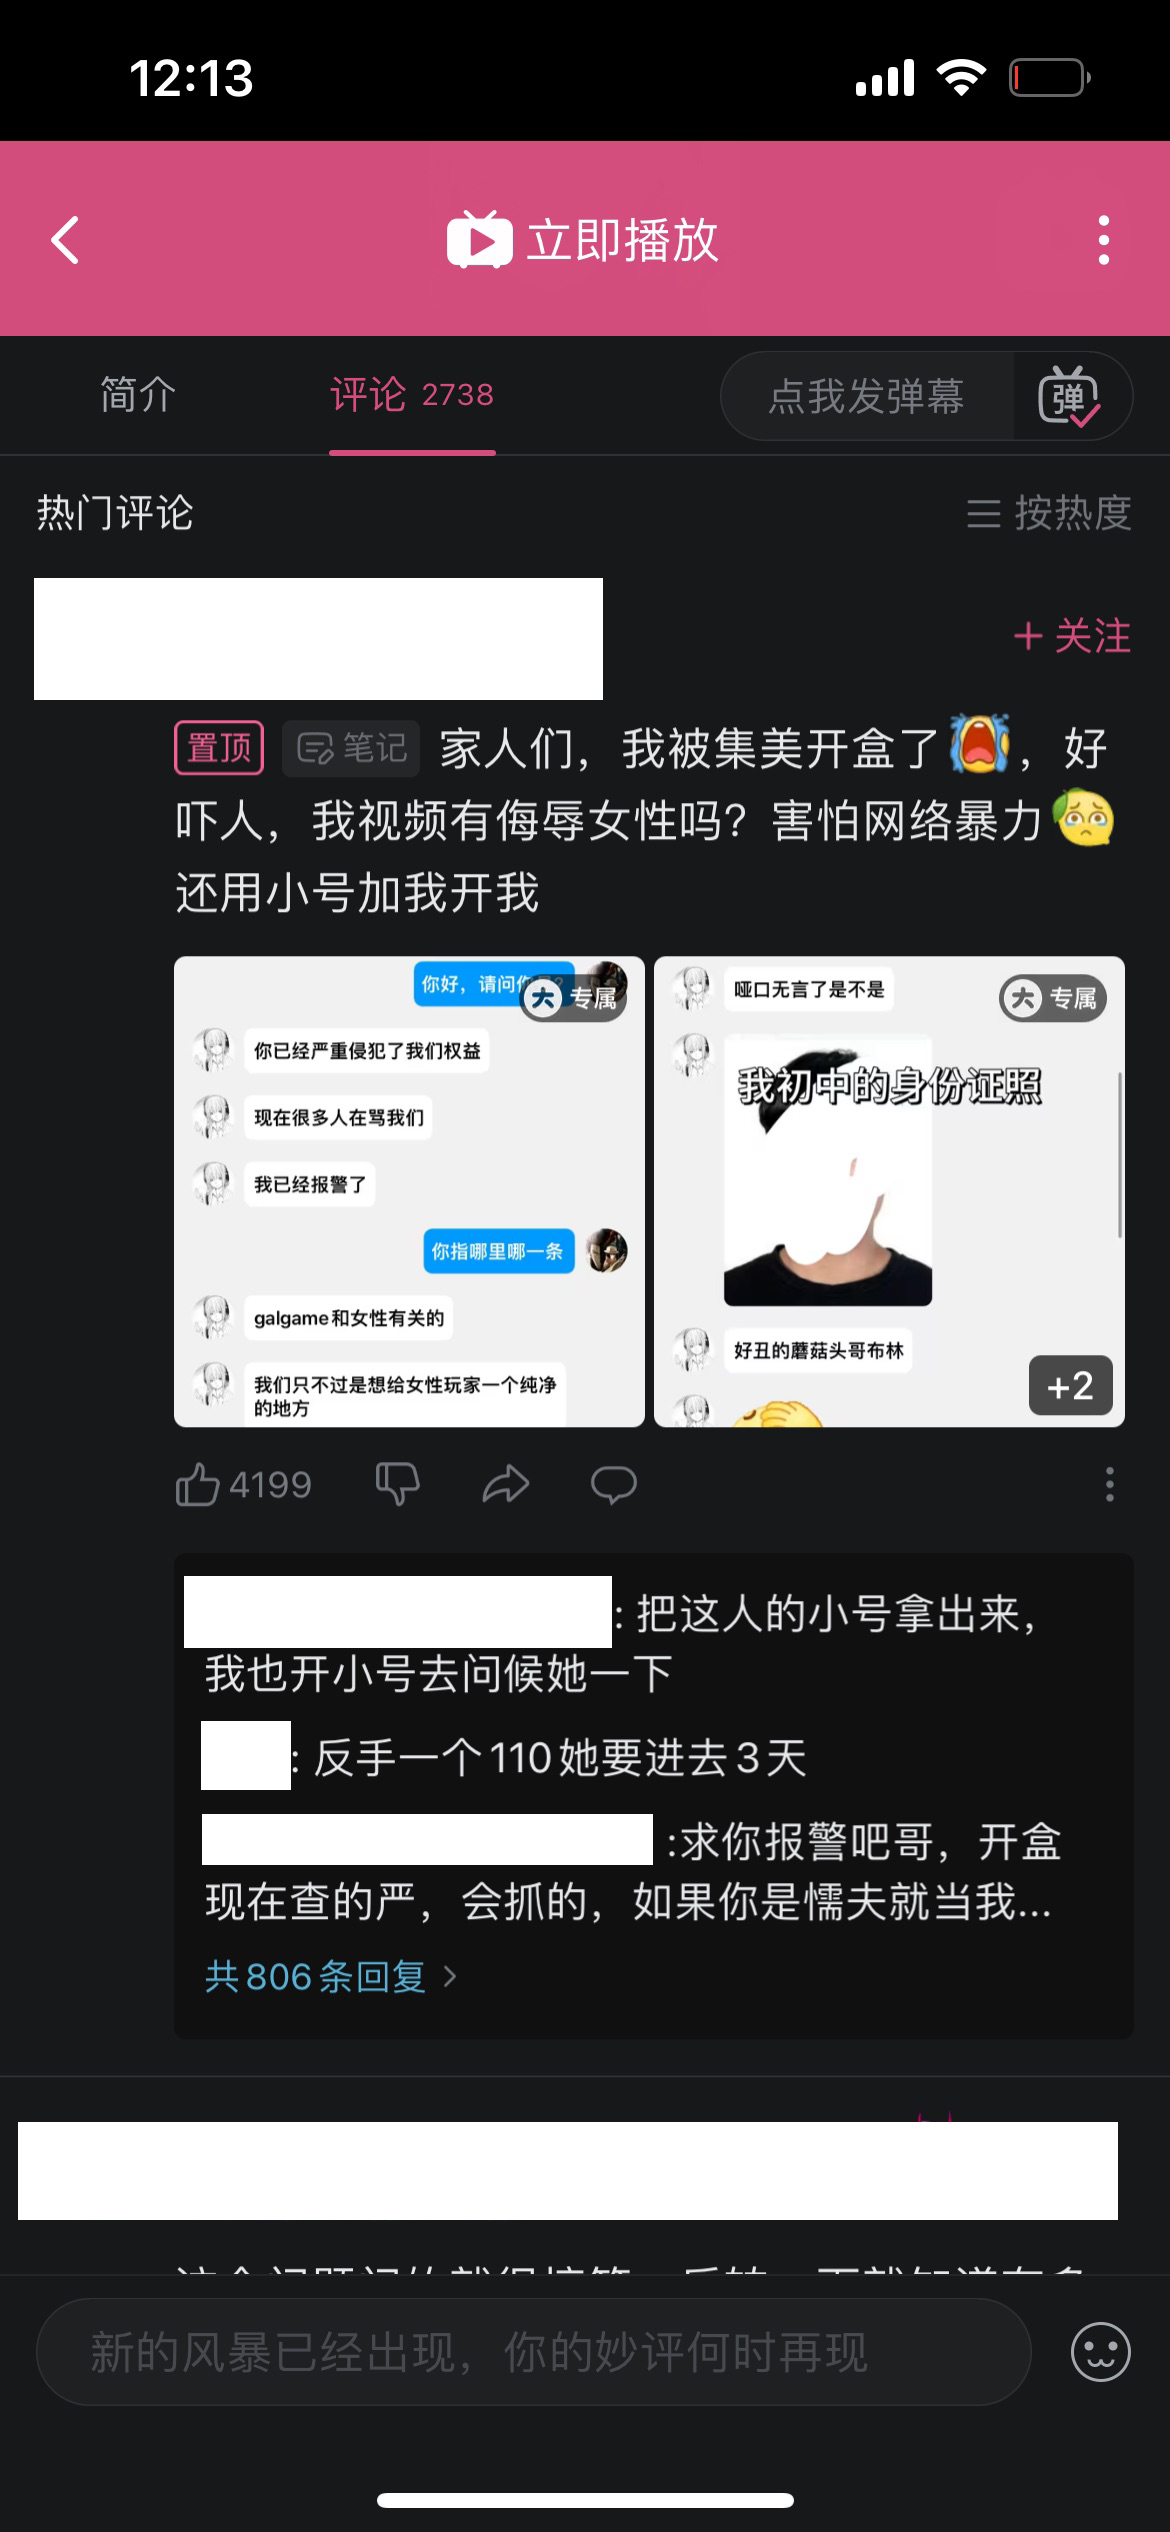 12:13
立即播放
简介
评论 2738
点我发弹幕
弹
热门评论
按热度
+ 关注
置顶 笔记 家人们，我被集美开盒了，好
吓人，我视频有侮辱女性吗？害怕网络暴力
还用小号加我开我
你好，请问
大 专属
你已经严重侵犯了我们权益
现在很多人在骂我们
我已经报警了
你指哪里哪一条
galgame和女性有关的
我们只不过是想给女性玩家一个纯净
的地方
哑口无言了是不是
大 专属
我初中的身份证照
好丑的蘑菇头哥布林
+2
4199
: 把这人的小号拿出来，
我也开小号去问候她一下
: 反手一个110她要进去3天
:求你报警吧哥，开盒
现在查的严，会抓的，如果你是懦夫就当我...
共806条回复
新的风暴已经出现，你的妙评何时再现